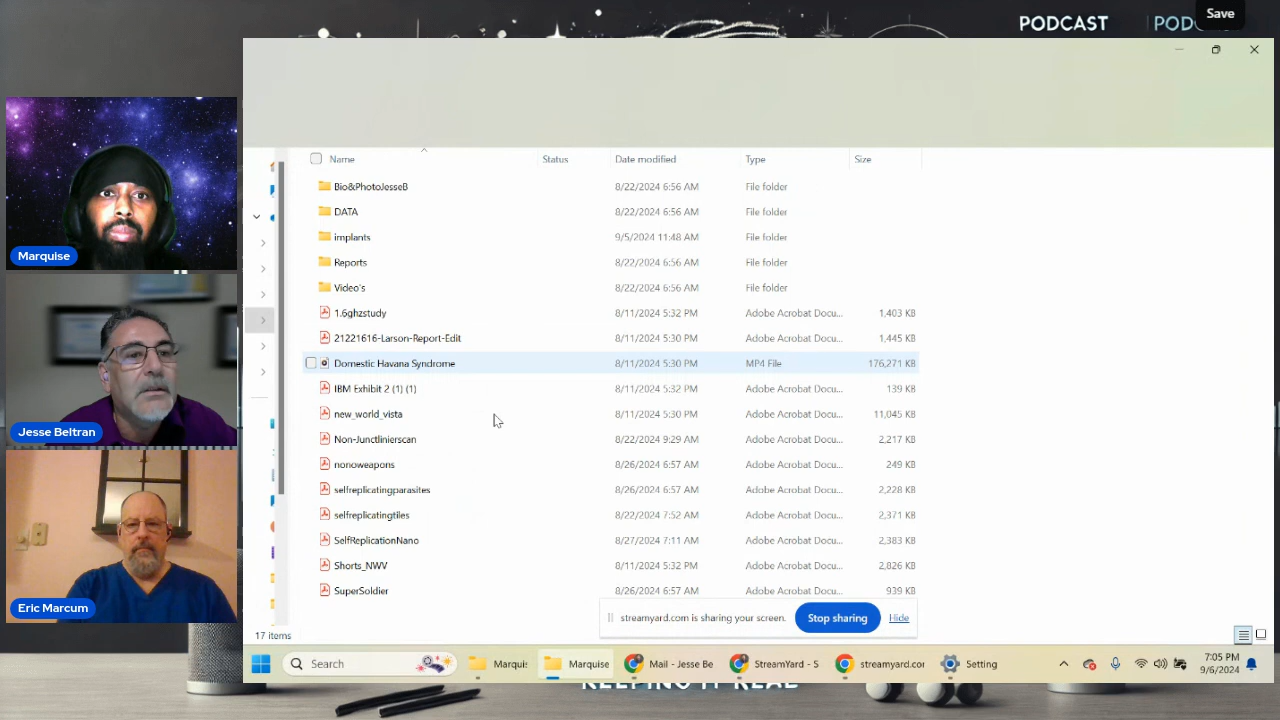 PODCAST
POD
Save
Marquise
Jesse Beltran
Eric Marcum
Name Status Date modified Type Size
Bio&PhotoJesseB 8/22/2024 6:56 AM File folder
DATA 8/22/2024 6:56 AM File folder
implants 9/5/2024 11:48 AM File folder
Reports 8/22/2024 6:56 AM File folder
Video's 8/22/2024 6:56 AM File folder
1.6ghzstudy 8/11/2024 5:32 PM Adobe Acrobat Docu... 1,403 KB
21221616-Larson-Report-Edit 8/11/2024 5:30 PM Adobe Acrobat Docu... 1,445 KB
Domestic Havana Syndrome 8/11/2024 5:30 PM MP4 File 176,271 KB
IBM Exhibit 2 (1) (1) 8/11/2024 5:32 PM Adobe Acrobat Docu... 139 KB
new_world_vista 8/11/2024 5:30 PM Adobe Acrobat Docu... 11,045 KB
Non-Junctlinierscan 8/22/2024 9:29 AM Adobe Acrobat Docu... 2,217 KB
nonoweapons 8/26/2024 6:57 AM Adobe Acrobat Docu... 249 KB
selfreplicatingparasites 8/26/2024 6:57 AM Adobe Acrobat Docu... 2,228 KB
selfreplicatingtiles 8/22/2024 7:52 AM Adobe Acrobat Docu... 2,371 KB
SelfReplicationNano 8/27/2024 7:11 AM Adobe Acrobat Docu... 2,383 KB
Shorts_NWV 8/11/2024 5:32 PM Adobe Acrobat Docu... 2,826 KB
SuperSoldier 8/26/2024 6:57 AM Adobe Acrobat Docu... 939 KB
streamyard.com is sharing your screen. Stop sharing Hide
17 items
Search Marqui Marquise Mail - Jesse Be StreamYard - S streamyard.cor Setting
7:05 PM
9/6/2024
KEEPING IT REAL